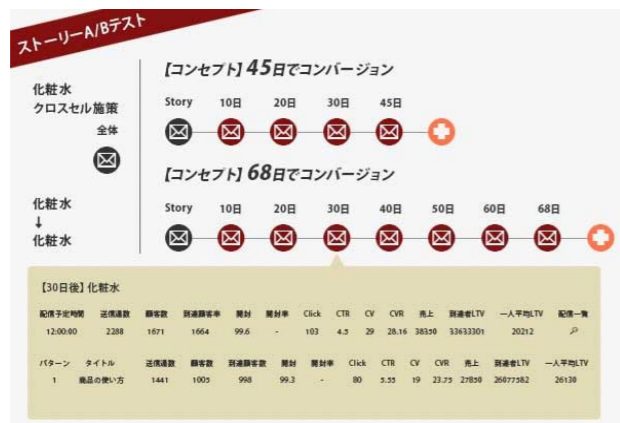 ストーリーA/Bテスト
化粧水
クロスセル施策
全体
【コンセプト】45日でコンバージョン
Story 10日 20日 30日 45日
【コンセプト】68日でコンバージョン
化粧水
↓
化粧水
Story 10日 20日 30日 40日 50日 60日 68日
【30日後】化粧水
配信予定時間 送信通数 顧客数 到達顧客率 開封 開封率 Click CTR CV CVR 売上 到達者LTV 一人平均LTV 配信一覧
12:00:00 2288 1671 1664 99.6 - 103 4.5 29 28.16 38350 33633301 20212
パターン タイトル 送信通数 顧客数 到達顧客数 開封 開封率 Click CTR CV CVR 売上 到達者LTV 一人平均LTV
1 商品の使い方 1441 1005 998 99.3 - 80 5.55 19 23.75 27850 26077582 26130